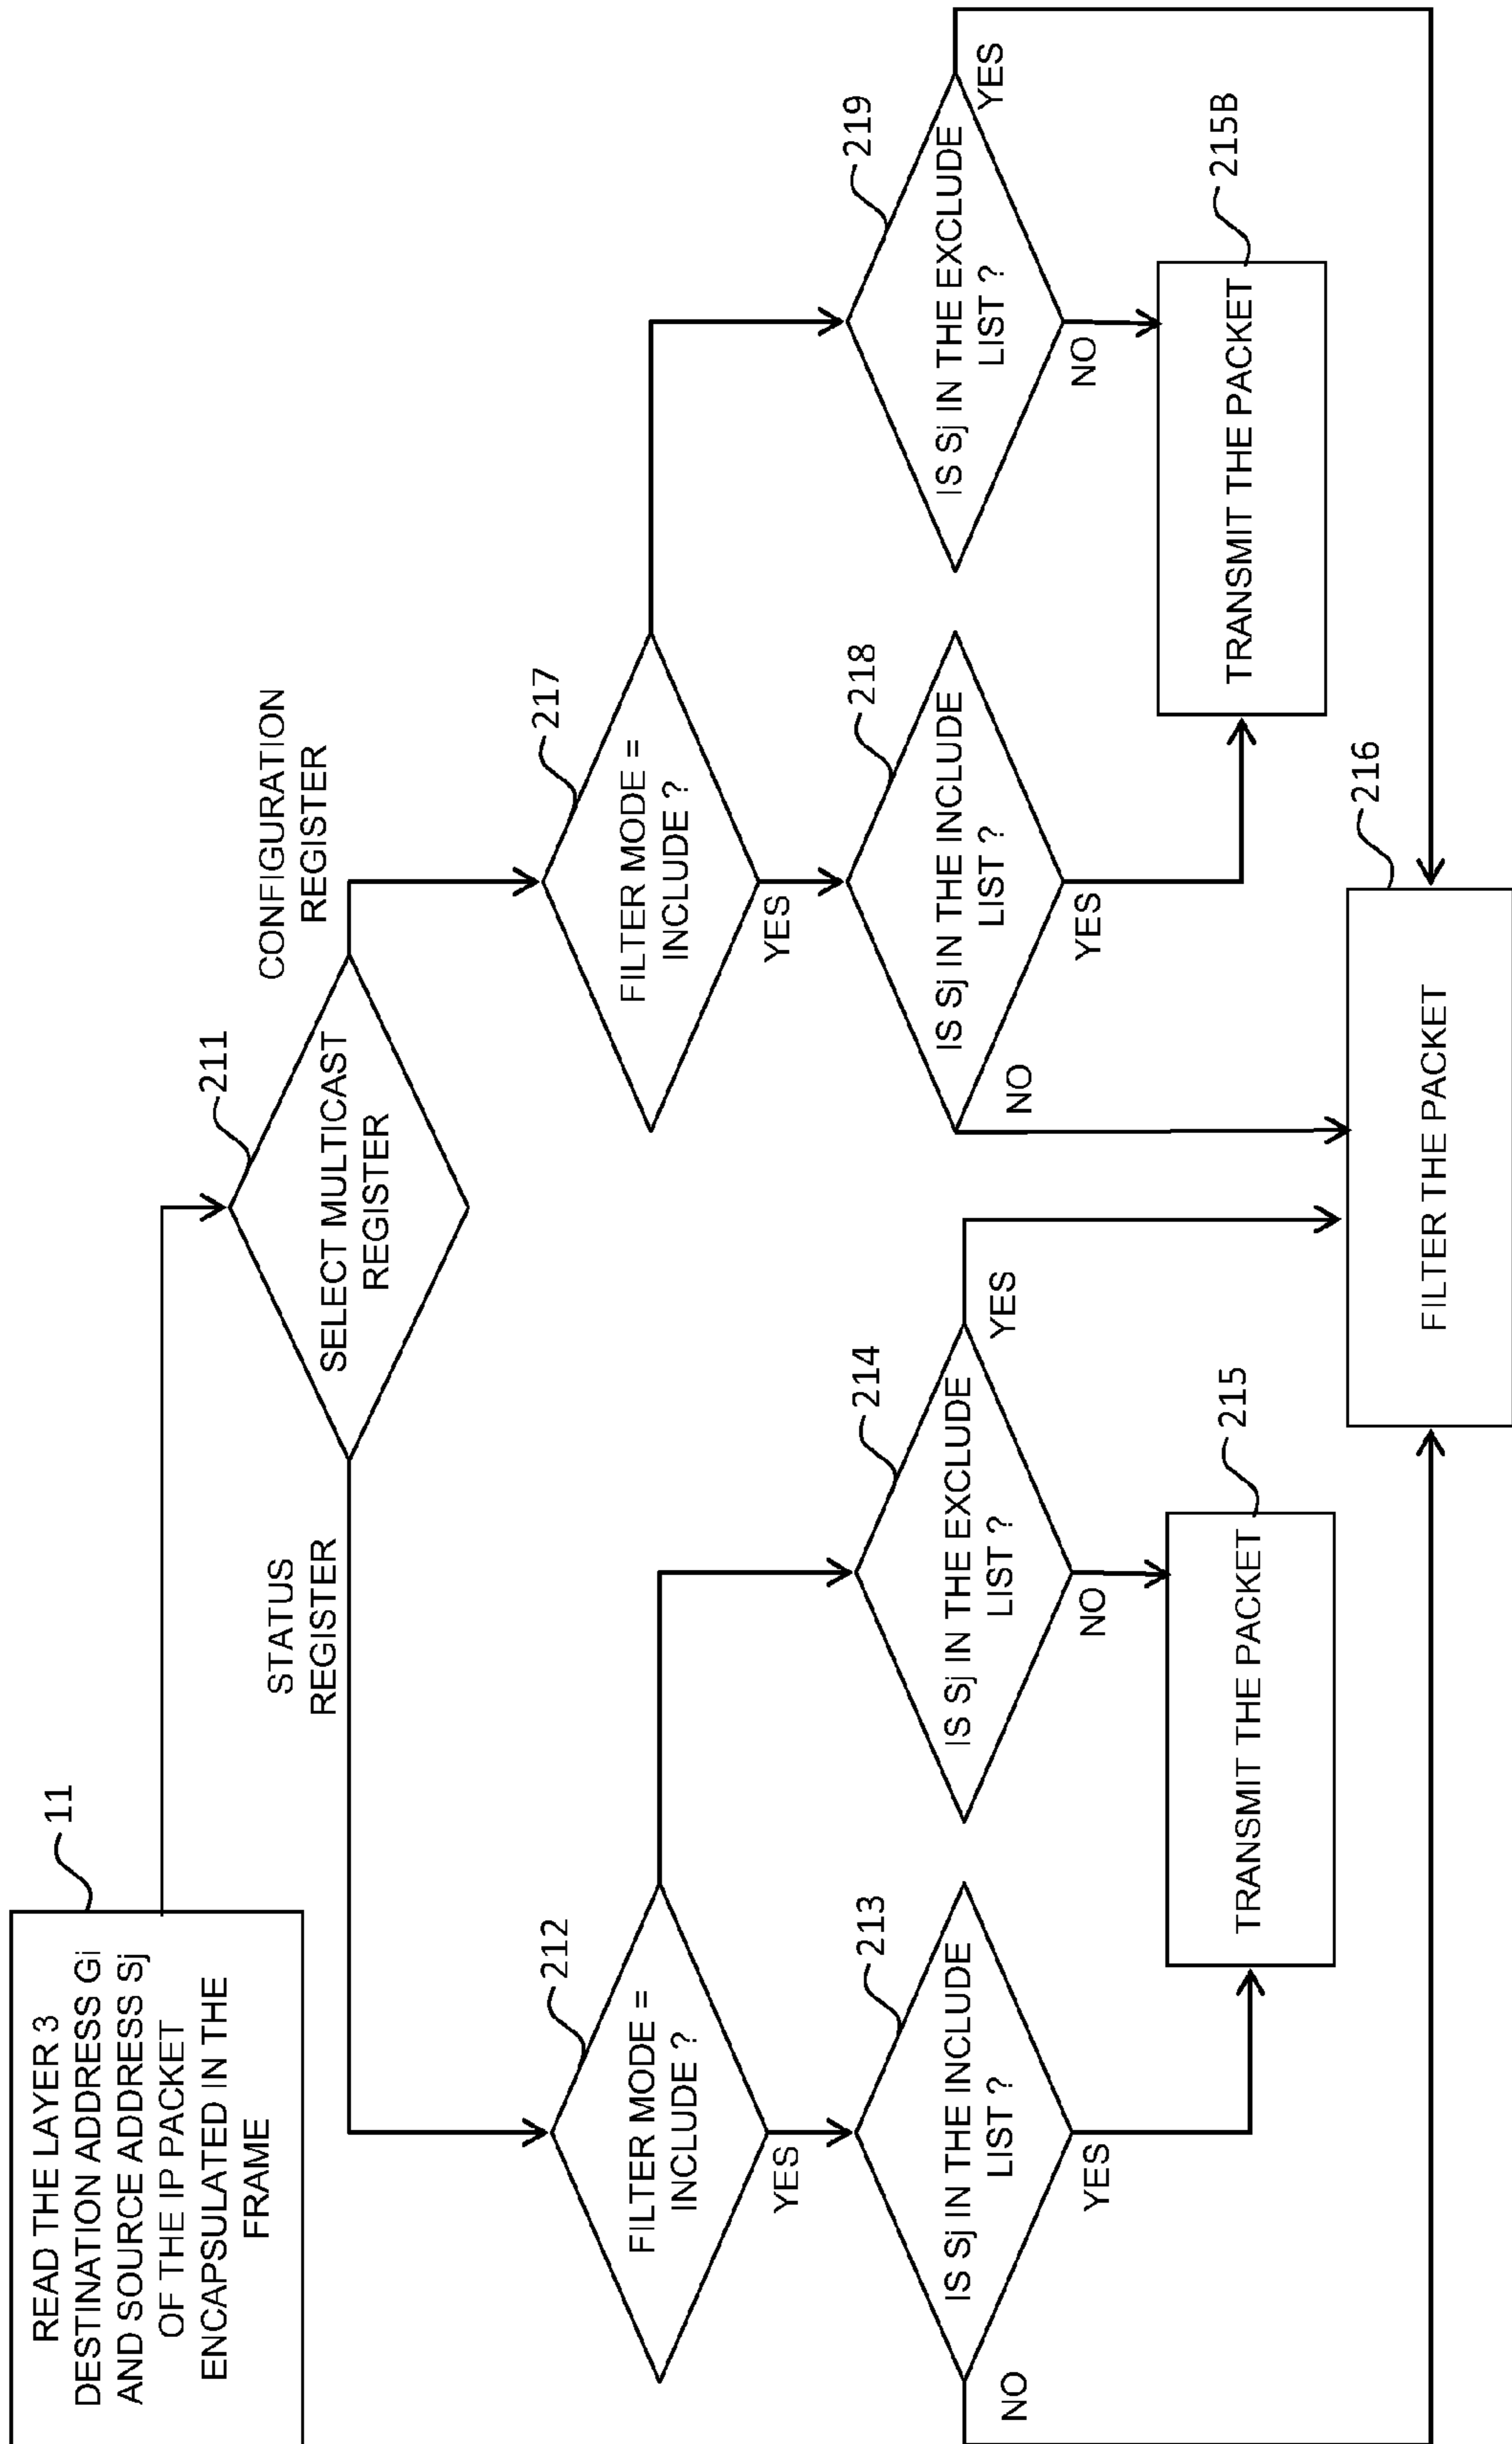 READ THE LAYER 3
DESTINATION ADDRESS Gi
AND SOURCE ADDRESS Sj
OF THE IP PACKET
ENCAPSULATED IN THE
FRAME
11
SELECT MULTICAST
REGISTER
211
STATUS
REGISTER
CONFIGURATION
REGISTER
FILTER MODE =
INCLUDE ?
212
YES
FILTER MODE =
INCLUDE ?
217
YES
IS Sj IN THE INCLUDE
LIST ?
213
NO
YES
IS Sj IN THE EXCLUDE
LIST ?
214
NO
YES
IS Sj IN THE INCLUDE
LIST ?
218
NO
YES
IS Sj IN THE EXCLUDE
LIST ?
219
NO
YES
TRANSMIT THE PACKET
215
TRANSMIT THE PACKET
215B
FILTER THE PACKET
216